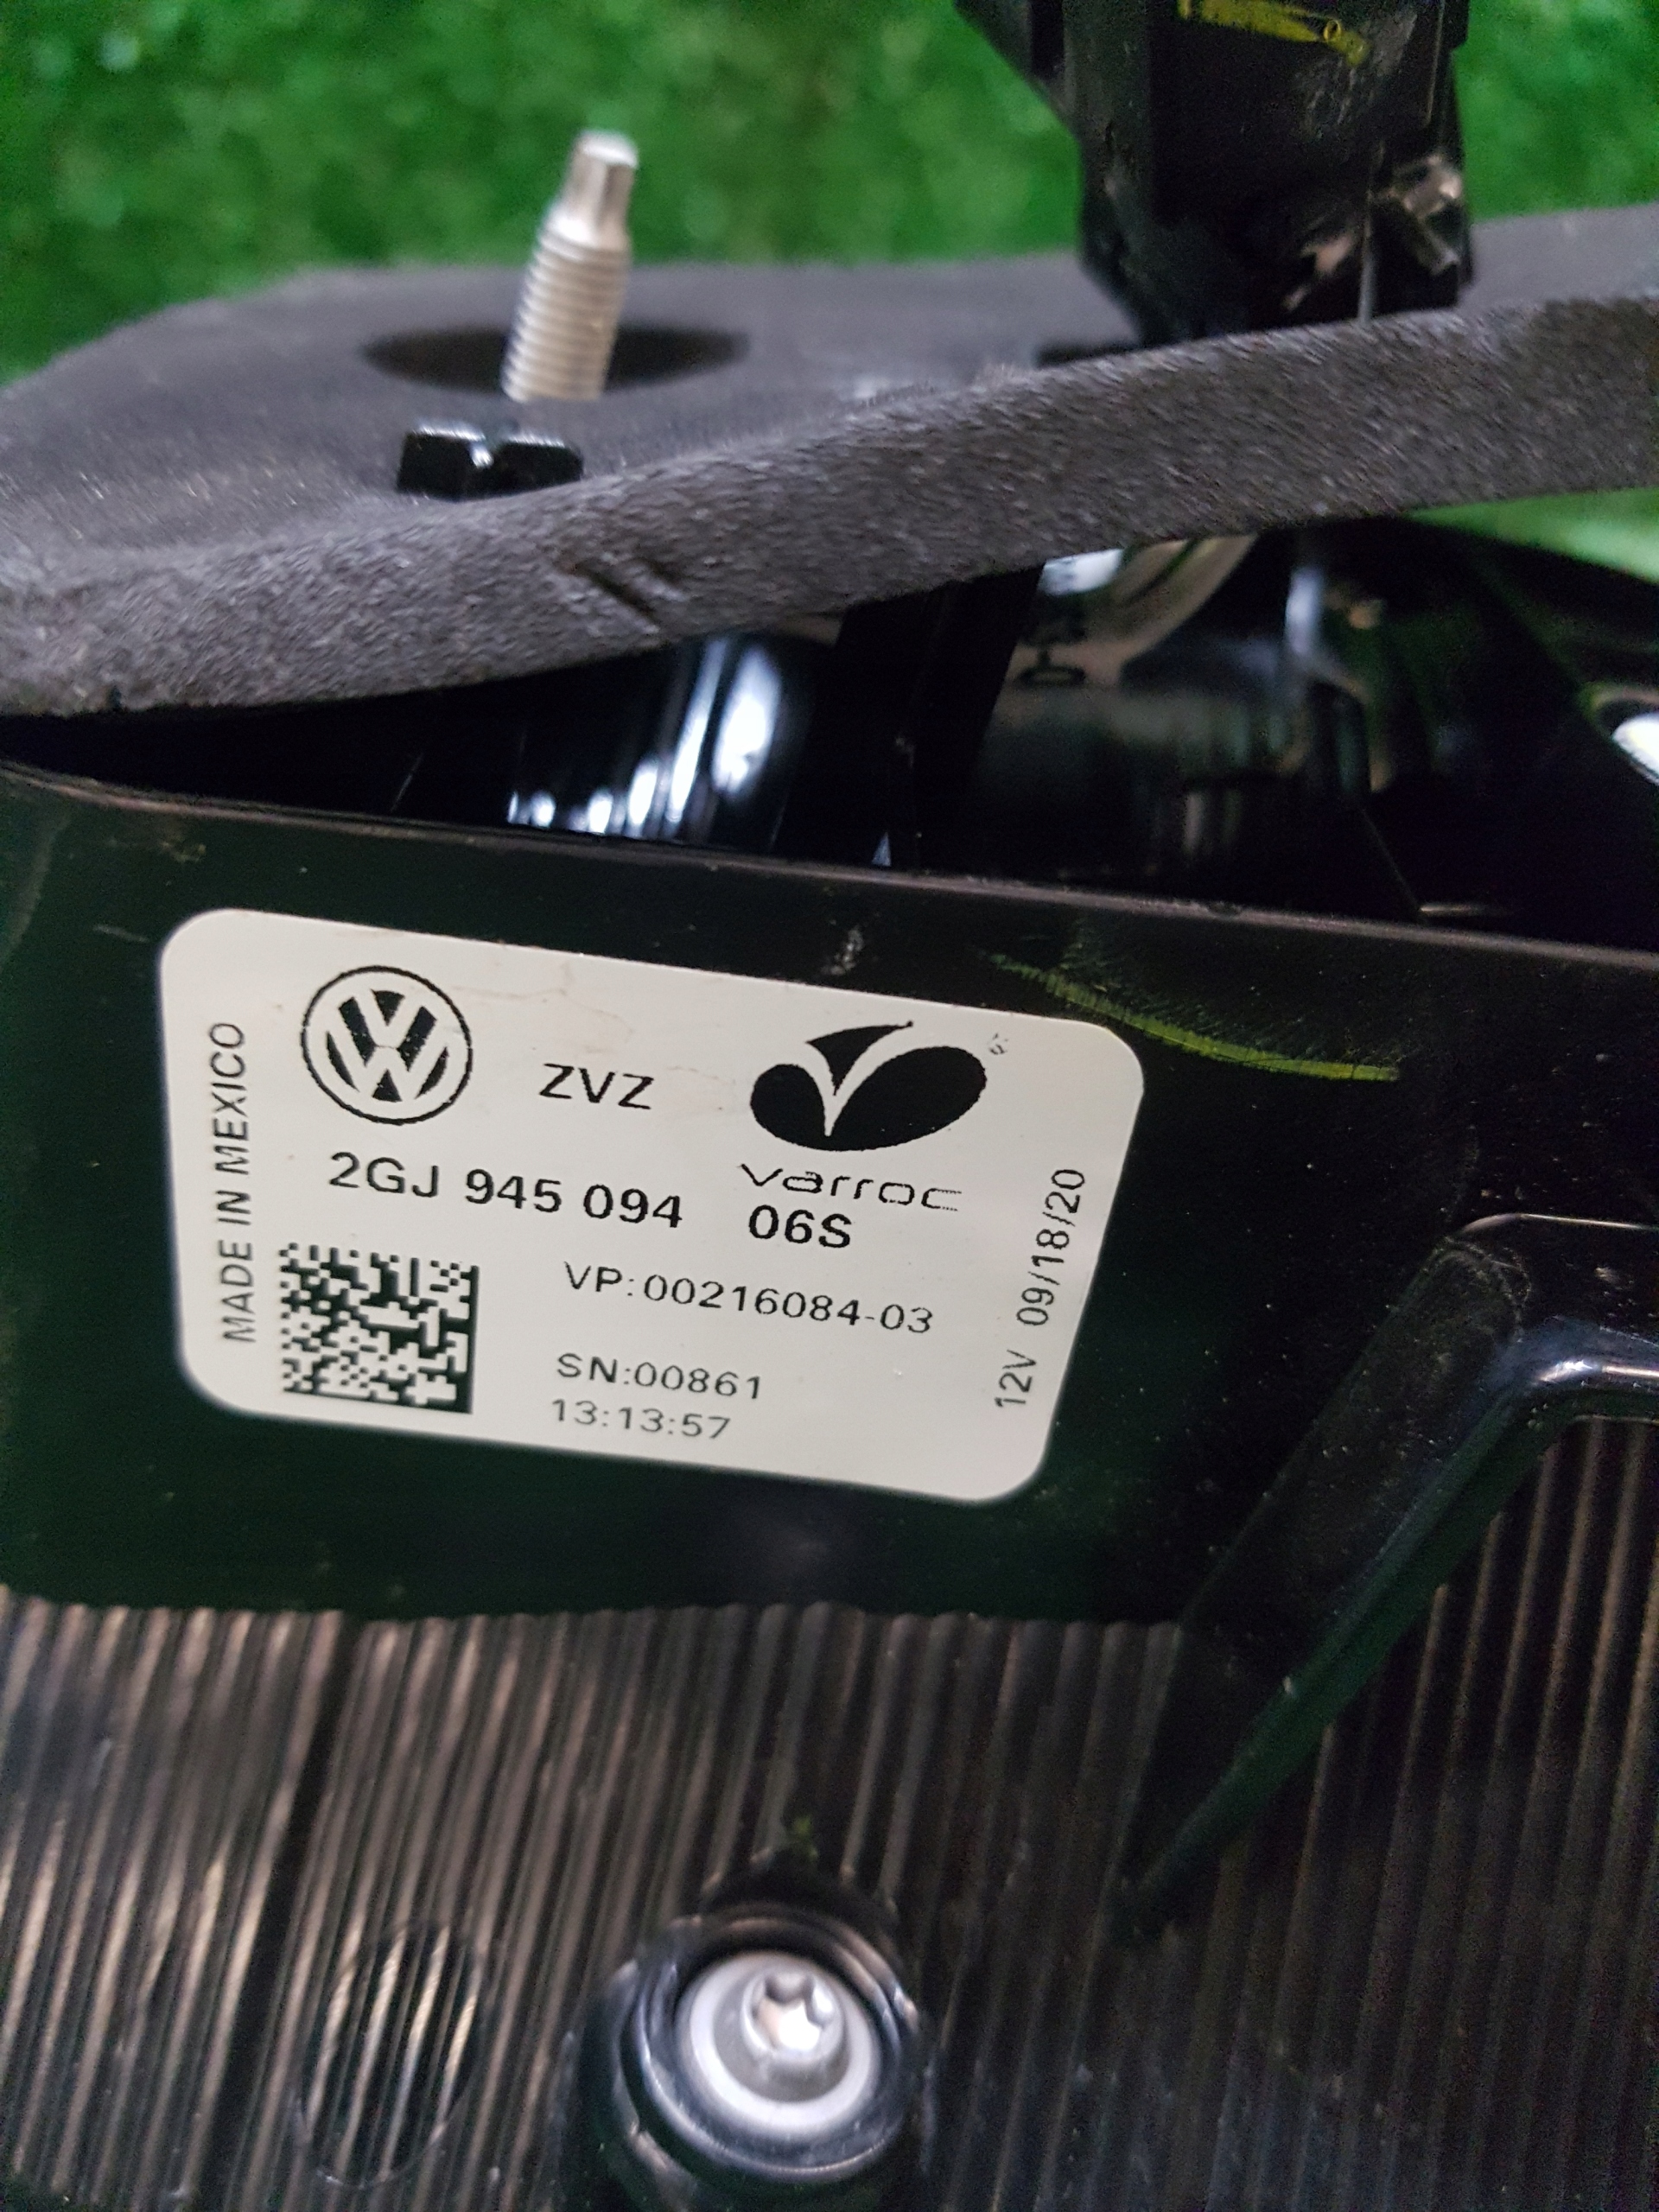 MADE IN MEXICO
VW
ZVZ
varroc
2GJ 945 094 06S
VP:00216084-03
SN:00861
13:13:57
12V 09/18/20